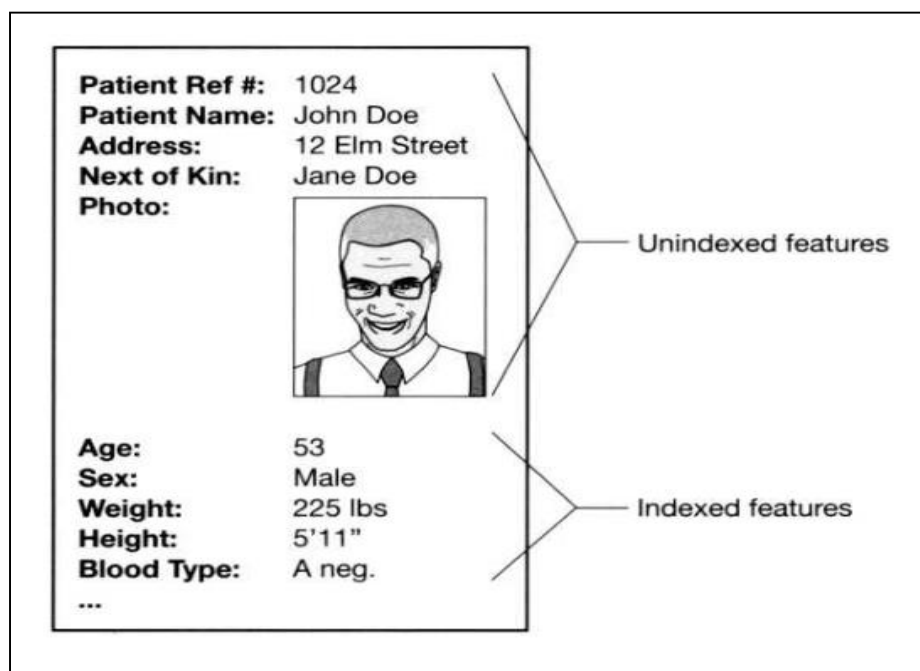 Patient Ref #: 1024
Patient Name: John Doe
Address: 12 Elm Street
Next of Kin: Jane Doe
Photo:
Unindexed features
Age: 53
Sex: Male
Weight: 225 lbs
Height: 5'11”
Blood Type: A neg.
...
Indexed features